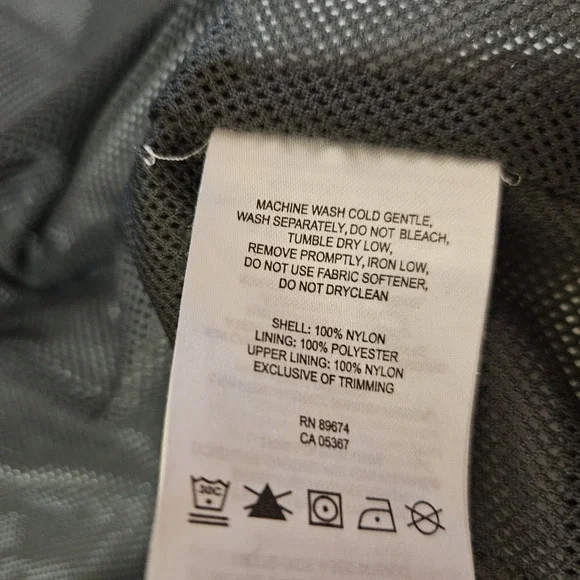 MACHINE WASH COLD GENTLE,
WASH SEPARATELY, DO NOT BLEACH,
TUMBLE DRY LOW,
REMOVE PROMPTLY, IRON LOW,
DO NOT USE FABRIC SOFTENER,
DO NOT DRYCLEAN
SHELL: 100% NYLON
LINING: 100% POLYESTER
UPPER LINING: 100% NYLON
EXCLUSIVE OF TRIMMING
RN 89674
CA 05367
30C